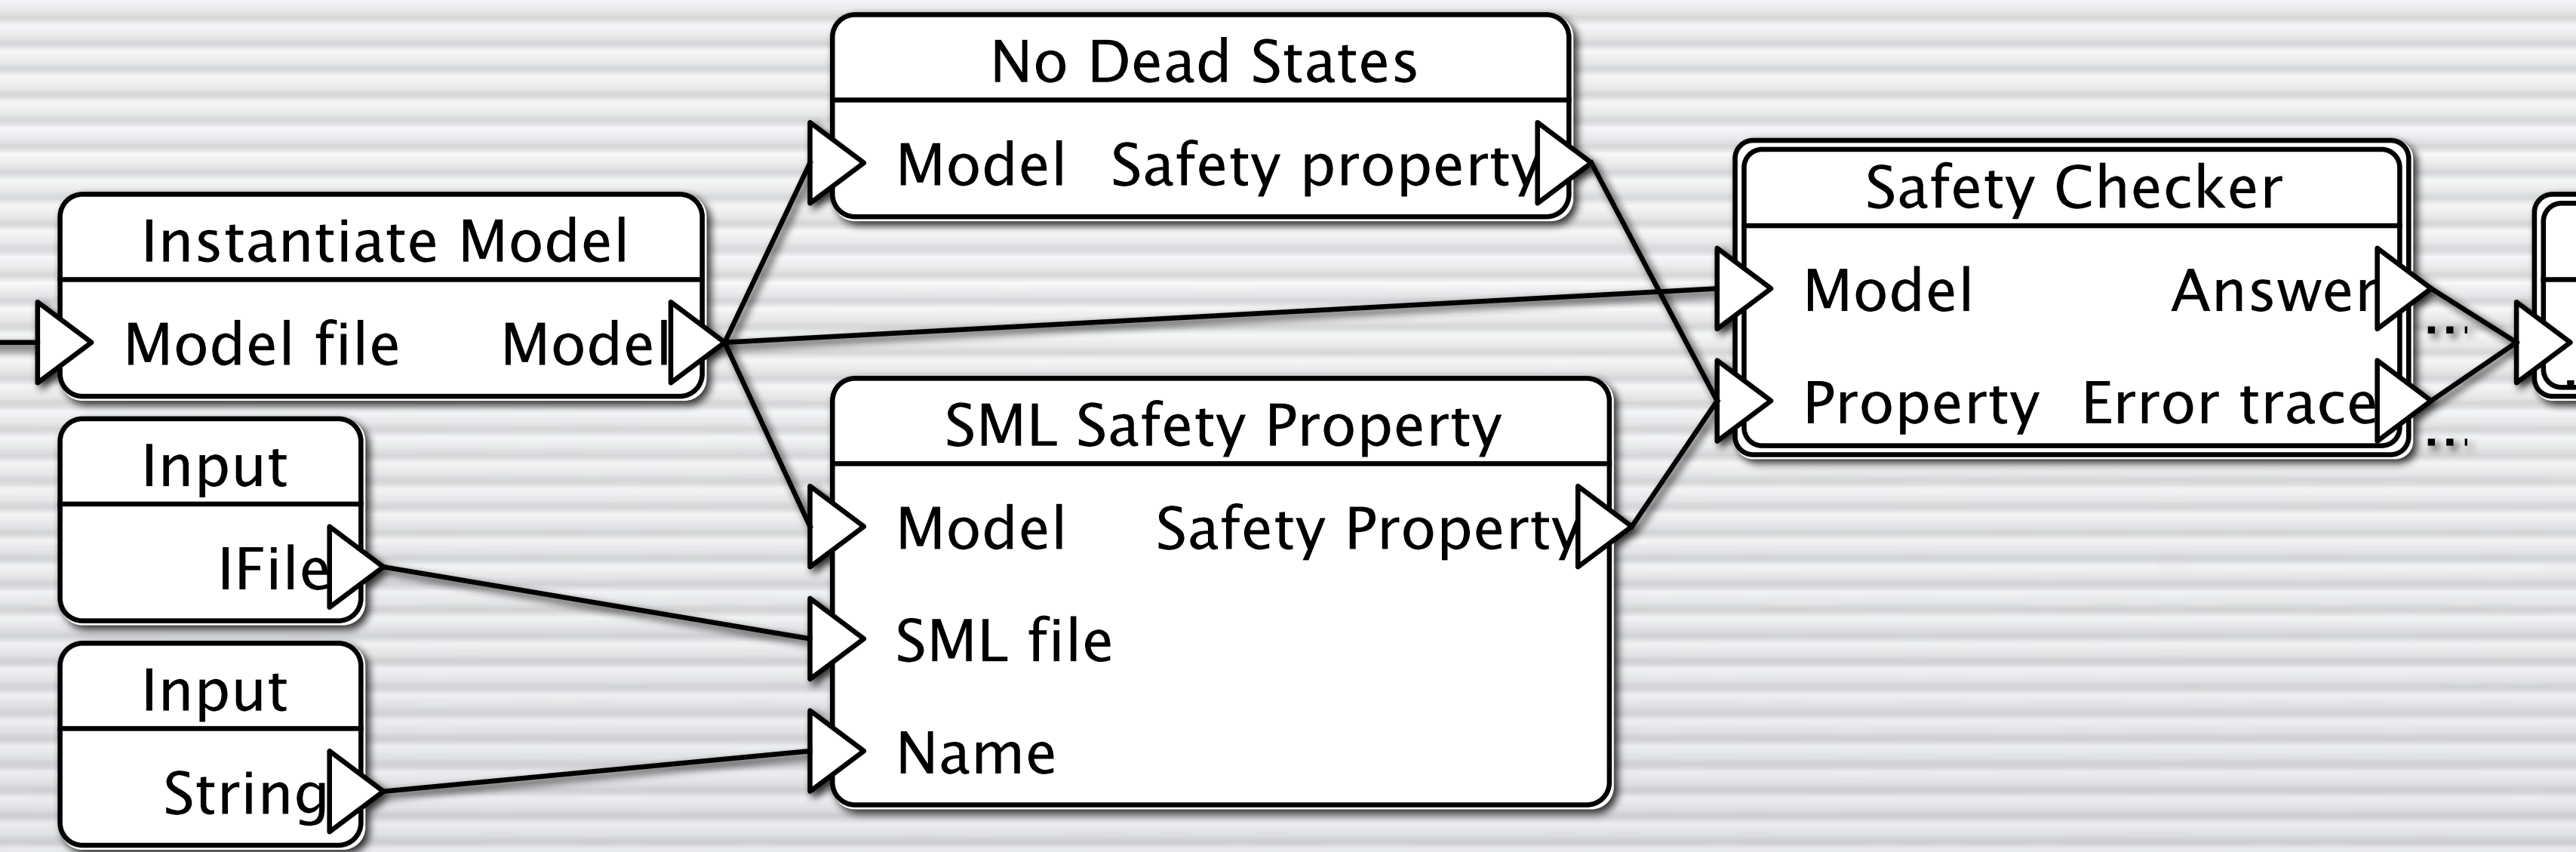 No Dead States
Model Safety property
Instantiate Model
Model file Model
Safety Checker
Model Answer
...
Property Error trace
...
SML Safety Property
Model Safety Property
SML file
Name
Input
IFile
Input
String